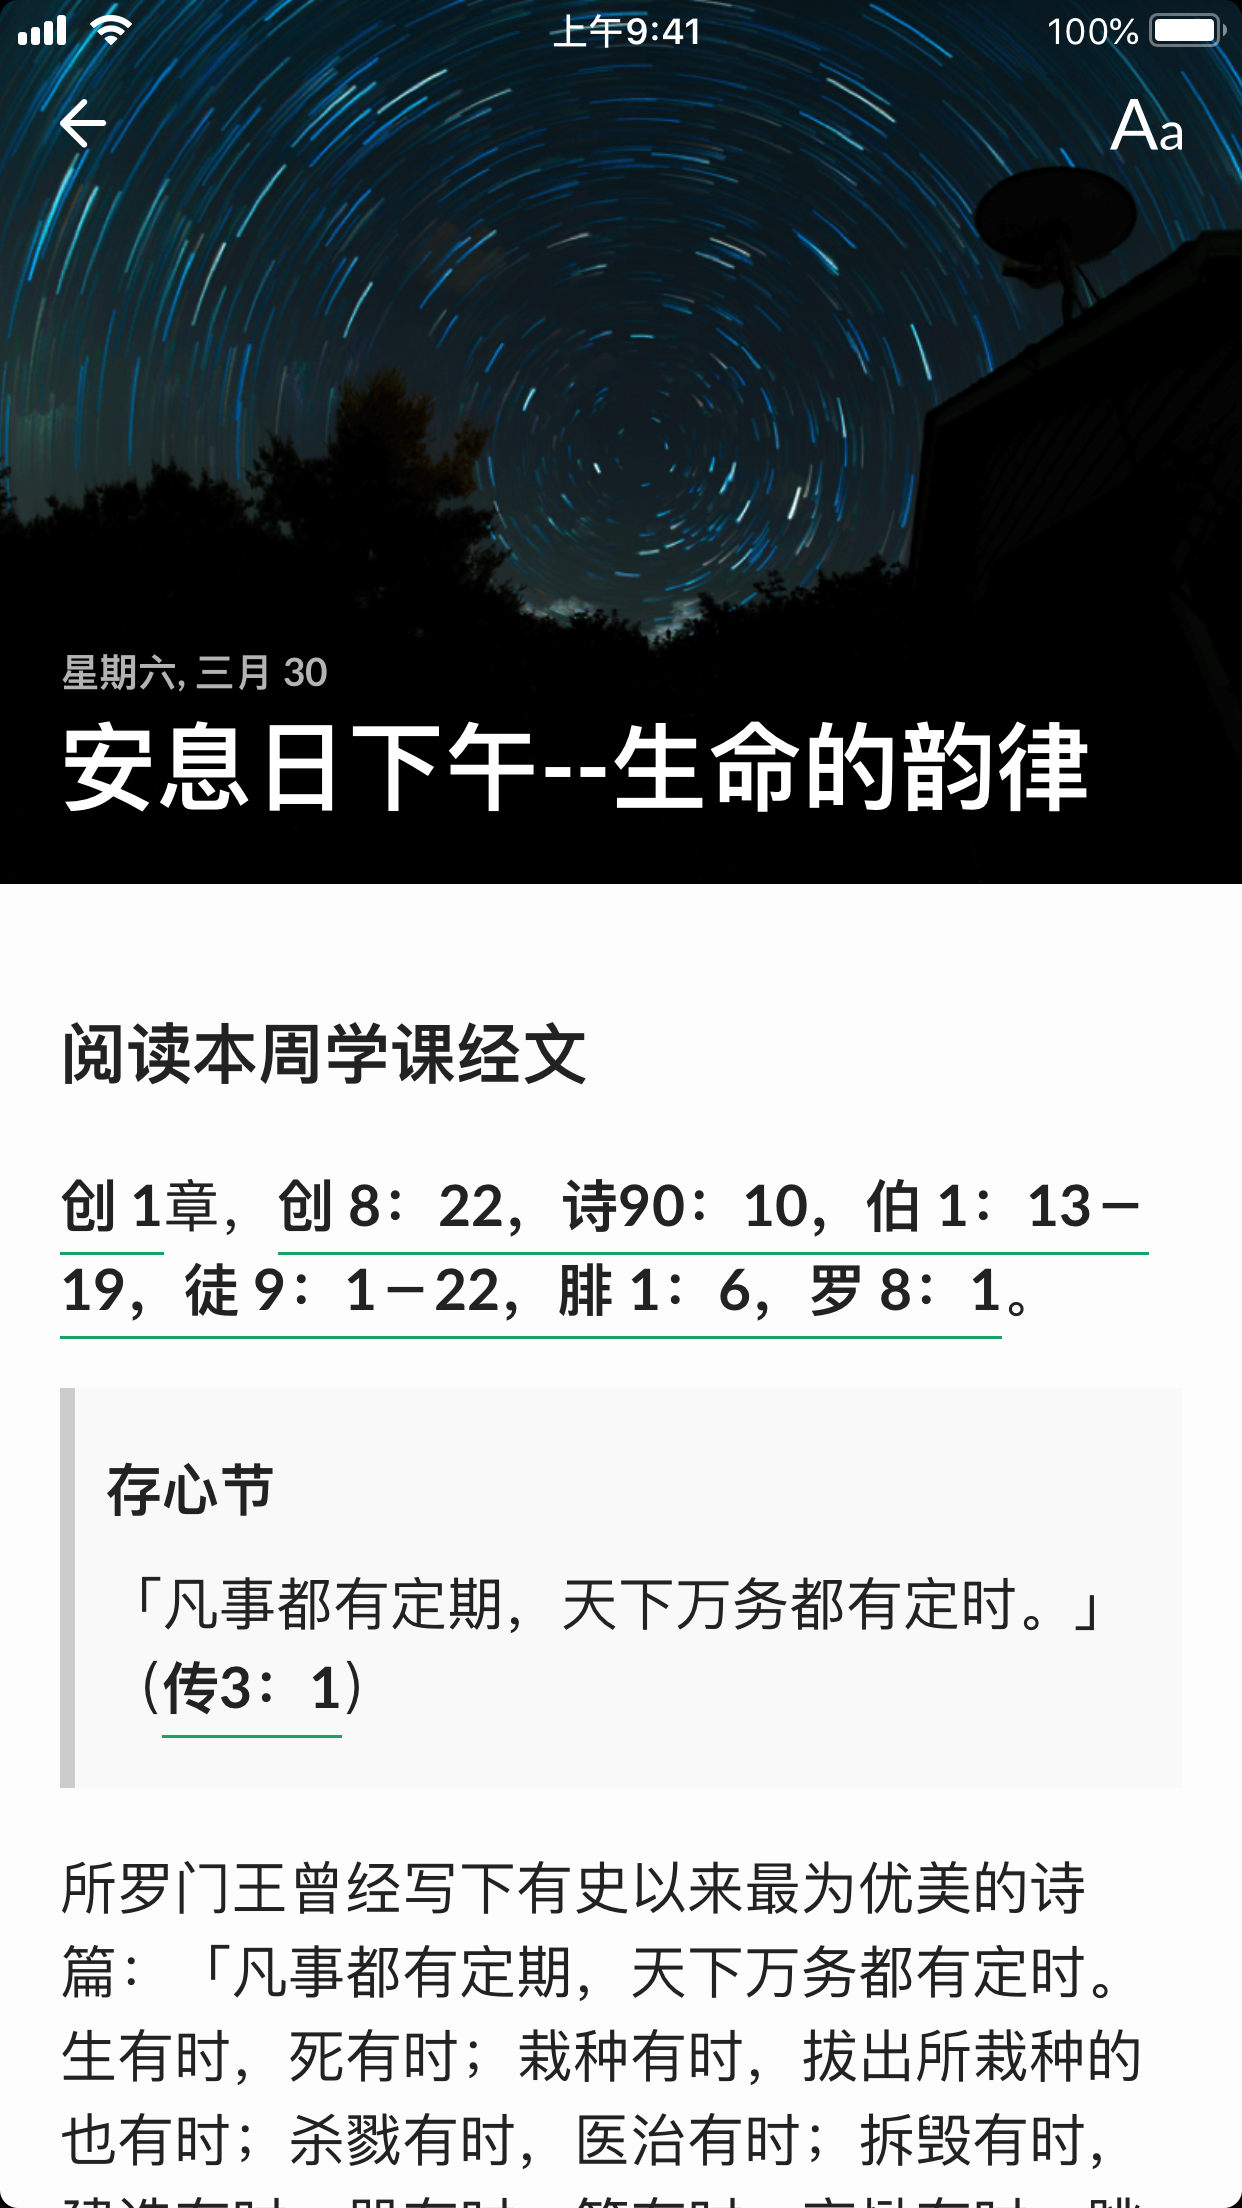 上午9:41
100%
Aa
星期六, 三月 30
安息日下午--生命的韵律
阅读本周学课经文
创 1章，创 8：22，诗90：10，伯 1：13－
19，徒 9：1－22，腓 1：6，罗 8：1。
存心节
「凡事都有定期，天下万务都有定时。」
（传3：1）
所罗门王曾经写下有史以来最为优美的诗
篇：「凡事都有定期，天下万务都有定时。
生有时，死有时；栽种有时，拔出所栽种的
也有时；杀戮有时，医治有时；拆毁有时，